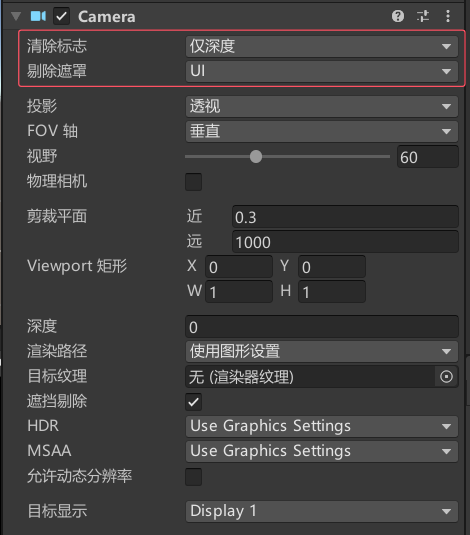 Camera
清除标志 仅深度
剔除遮罩 UI
投影 透视
FOV 轴 垂直
视野 60
物理相机
剪裁平面 近 0.3
远 1000
Viewport 矩形 X 0 Y 0
W 1 H 1
深度 0
渲染路径 使用图形设置
目标纹理 无 (渲染器纹理)
遮挡剔除
HDR Use Graphics Settings
MSAA Use Graphics Settings
允许动态分辨率
目标显示 Display 1